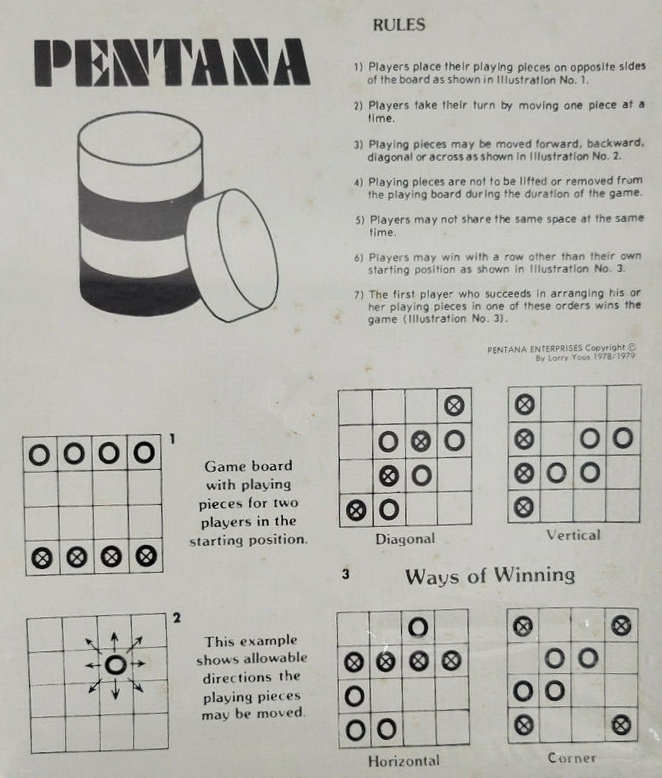 PENTANA
RULES
1) Players place their playing pieces on opposite sides
of the board as shown in Illustration No. 1.
2) Players take their turn by moving one piece at a
time.
3) Playing pieces may be moved forward, backward,
diagonal or across as shown in Illustration No. 2.
4) Playing pieces are not to be lifted or removed from
the playing board during the duration of the game.
5) Players may not share the same space at the same
time.
6) Players may win with a row other than their own
starting position as shown in Illustration No. 3.
7) The first player who succeeds in arranging his or
her playing pieces in one of these orders wins the
game (Illustration No. 3).
PENTANA ENTERPRISES Copyright ©
By Larry Yoos 1978/1979
1
Game board
with playing
pieces for two
players in the
starting position.
Diagonal
Vertical
3
Ways of Winning
2
This example
shows allowable
directions the
playing pieces
may be moved.
Horizontal
Corner